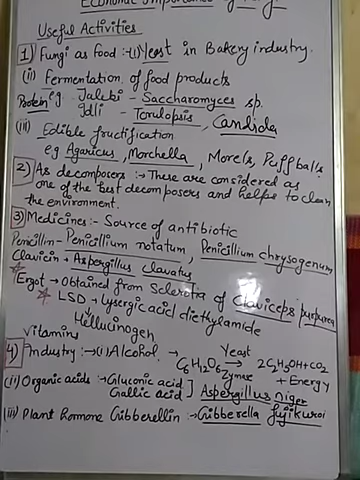 Economic Importance of Fungi
Useful Activities
1) Fungi as food :- (i) Yeast in Bakery industry.
(ii) Fermentation of food products
Protein eg. Jalebi - Saccharomyces sp.
Idli - Torulopsis, Candida
(iii) Edible fructification
e.g Agaricus, Morchella, Morels, Puffballs
2) As decomposers :→ These are considered as
one of the best decomposers and helps to clean
the environment.
3) Medicines :- Source of antibiotic
Penicillin - Penicillium notatum, Penicillium chrysogenum
Clavicin → Aspergillus clavatus
* Ergot → Obtained from Sclerotia of Claviceps purpurea
* LSD → Lysergic acid diethylamide
Hellucinogen
Vitamins
4) Industry :→ (i) Alcohol → C6H12O6 Yeast → Zymase 2C2H5OH + CO2
+ Energy
(ii) Organic acids - Gluconic acid ] Aspergillus niger
Gallic acid
(iii) Plant Hormone Gibberellin :→ Gibberella fujikuroi